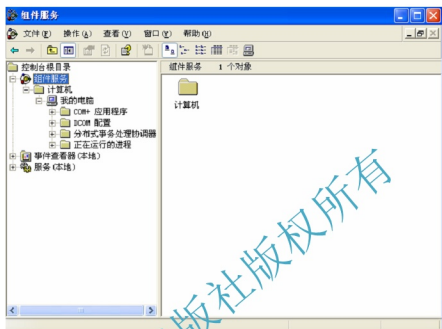 组件服务
文件(F) 操作(A) 查看(V) 窗口(W) 帮助(H)
控制台根目录
组件服务
计算机
我的电脑
COM+ 应用程序
DCOM 配置
分布式事务处理协调器
正在运行的进程
事件查看器(本地)
服务(本地)
组件服务 1 个对象
计算机
版社版权所有